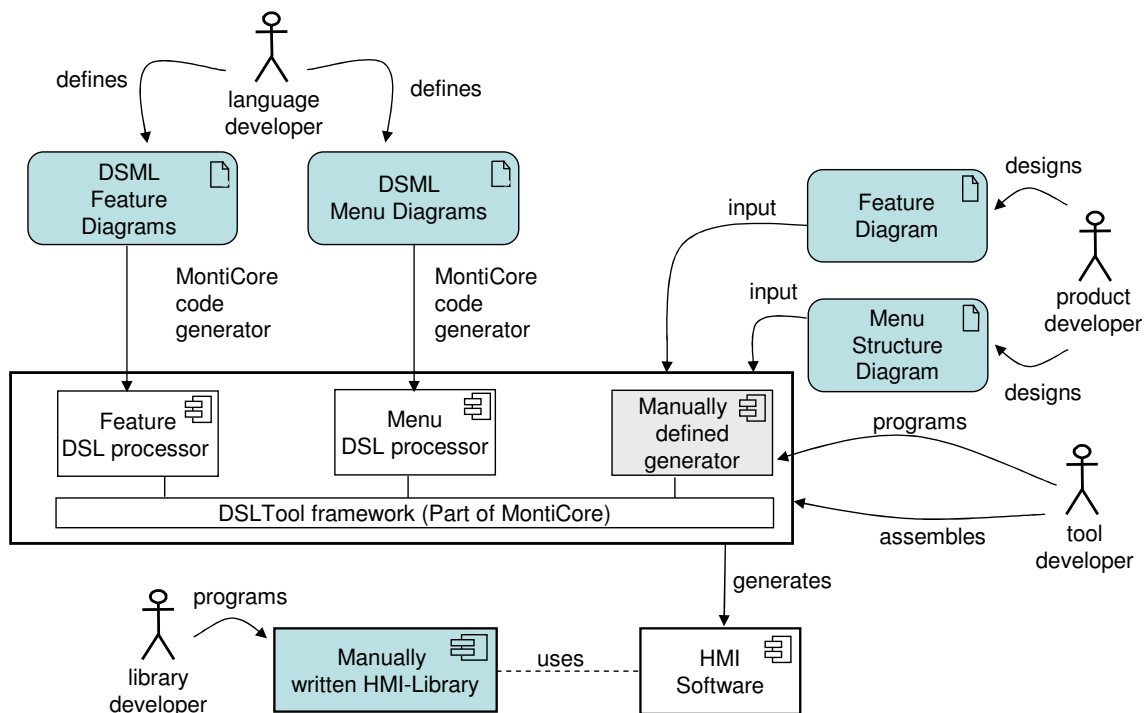 defines
defines
language
developer
DSML
Feature
Diagrams
DSML
Menu Diagrams
designs
Feature
Diagram
input
MontiCore
code
generator
MontiCore
code
generator
input
product
developer
Menu
Structure
Diagram
designs
Feature
DSL processor
Menu
DSL processor
Manually
defined
generator
programs
DSLTool framework (Part of MontiCore)
assembles
tool
developer
generates
programs
library
developer
Manually
written HMI-Library
uses
HMI
Software